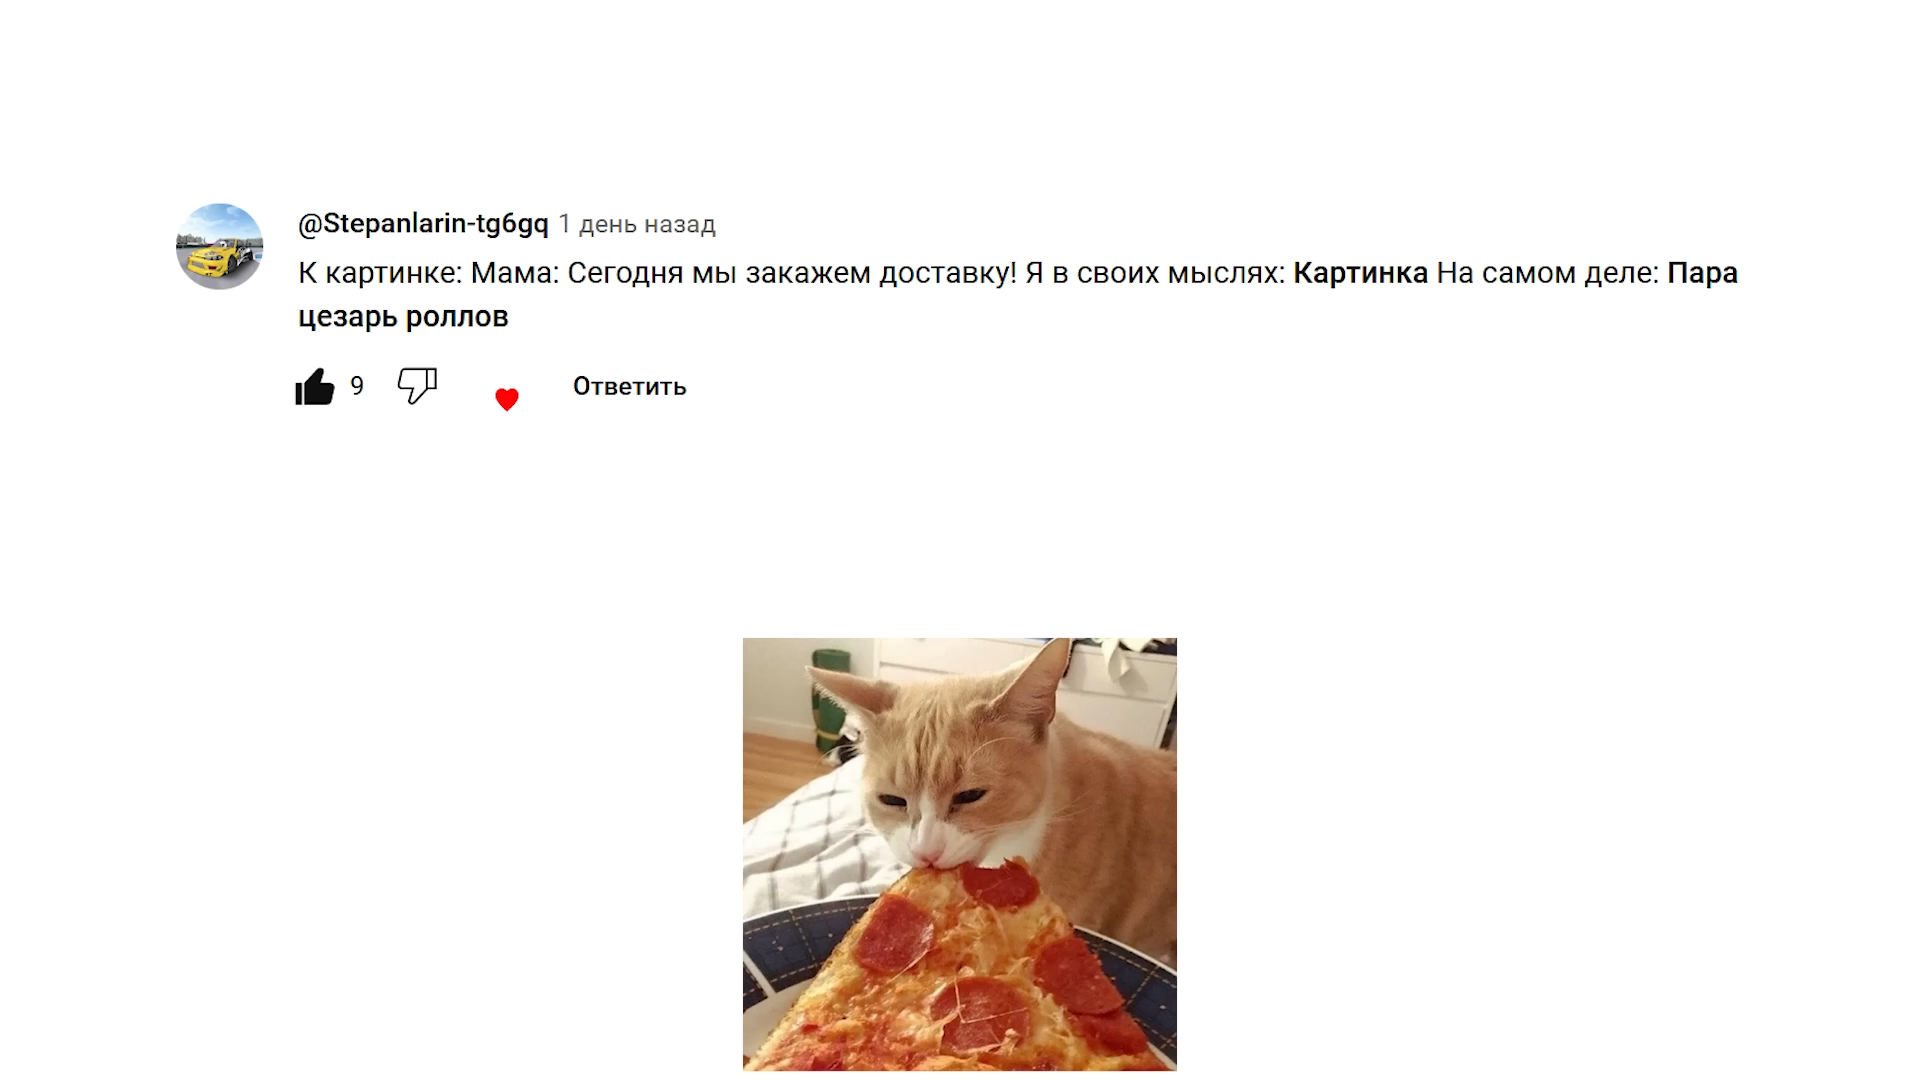 @Stepanlarin-tg6gq 1 день назад
К картинке: Мама: Сегодня мы закажем доставку! Я в своих мыслях: Картинка На самом деле: Пара
цезарь роллов
9 Ответить